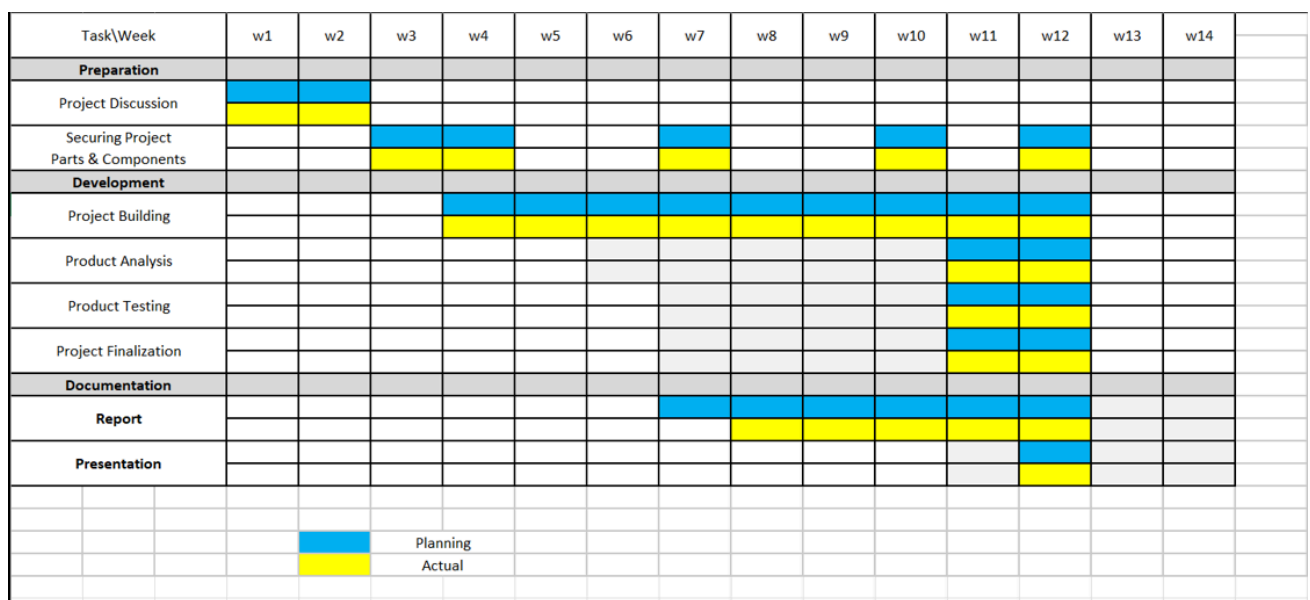 Task\Week w1 w2 w3 w4 w5 w6 w7 w8 w9 w10 w11 w12 w13 w14
Preparation
Project Discussion
Securing Project
Parts & Components
Development
Project Building
Product Analysis
Product Testing
Project Finalization
Documentation
Report
Presentation
Planning
Actual